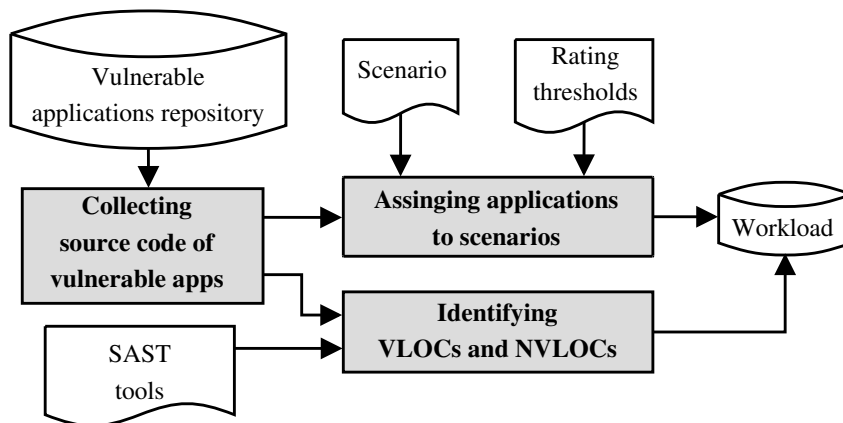 Vulnerable
applications repository
Scenario
Rating
thresholds
Collecting
source code of
vulnerable apps
Assinging applications
to scenarios
Workload
Identifying
VLOCs and NVLOCs
SAST
tools